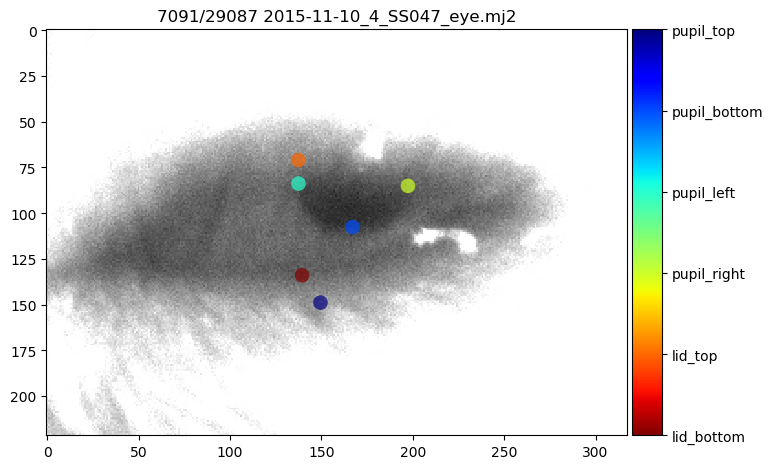 7091/29087 2015-11-10_4_SS047_eye.mj2
0
25
50
75
100
125
150
175
200
0
50
100
150
200
250
300
pupil_top
pupil_bottom
pupil_left
pupil_right
lid_top
lid_bottom